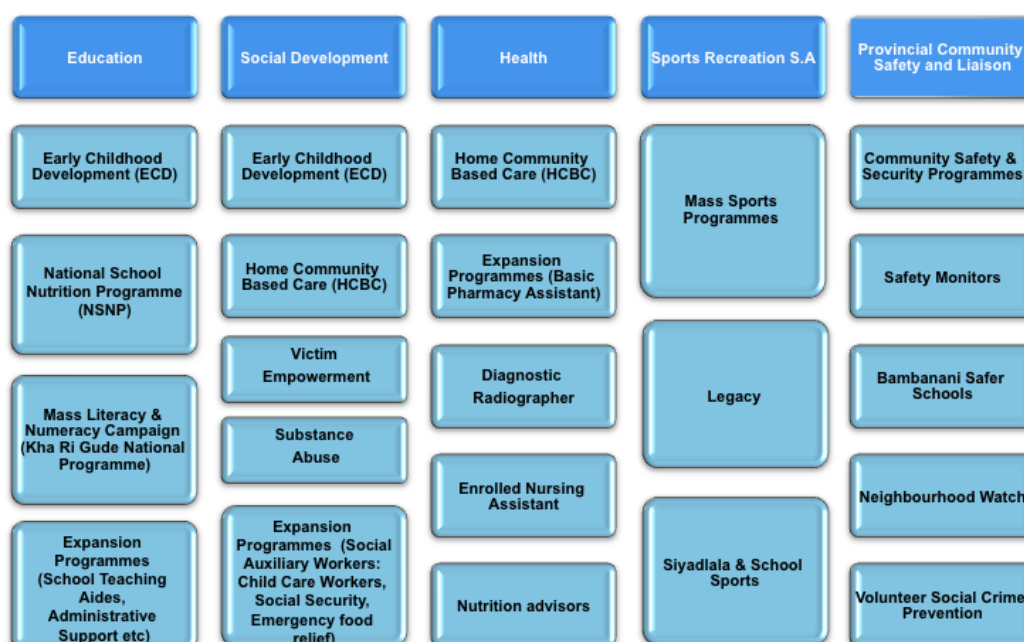 Education
Early Childhood
Development (ECD)
National School
Nutrition Programme
(NSNP)
Mass Literacy &
Numeracy Campaign
(Kha Ri Gude National
Programme)
Expansion
Programmes
(School Teaching
Aides,
Administrative
Support etc)
Social Development
Early Childhood
Development (ECD)
Home Community
Based Care (HCBC)
Victim
Empowerment
Substance
Abuse
Expansion
Programmes (Social
Auxiliary Workers:
Child Care Workers,
Social Security,
Emergency food
relief)
Health
Home Community
Based Care (HCBC)
Expansion
Programmes (Basic
Pharmacy Assistant)
Diagnostic
Radiographer
Enrolled Nursing
Assistant
Nutrition advisors
Sports Recreation S.A
Mass Sports
Programmes
Legacy
Siyadlala & School
Sports
Provincial Community
Safety and Liaison
Community Safety &
Security Programmes
Safety Monitors
Bambanani Safer
Schools
Neighbourhood Watch
Volunteer Social Crime
Prevention